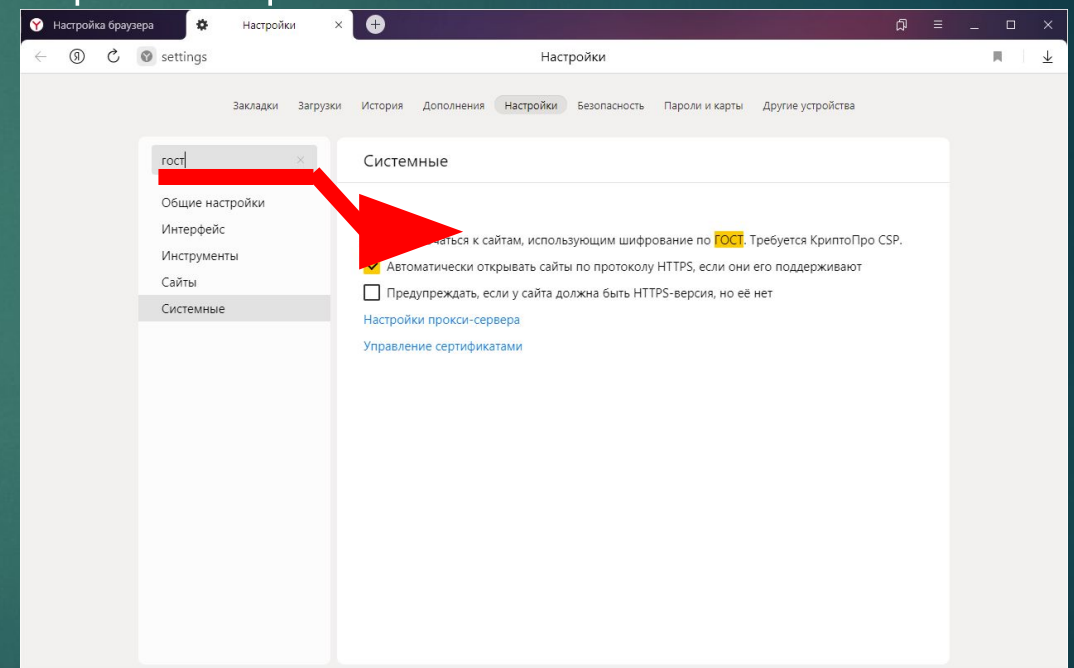 Настройка браузера
Настройки
settings
Настройки
Закладки Загрузки История Дополнения Настройки Безопасность Пароли и карты Другие устройства
гост
Общие настройки
Интерфейс
Инструменты
Сайты
Системные
Системные
к сайтам, использующим шифрование по ГОСТ. Требуется КриптоПро CSP.
Автоматически открывать сайты по протоколу HTTPS, если они его поддерживают
Предупреждать, если у сайта должна быть HTTPS-версия, но её нет
Настройки прокси-сервера
Управление сертификатами